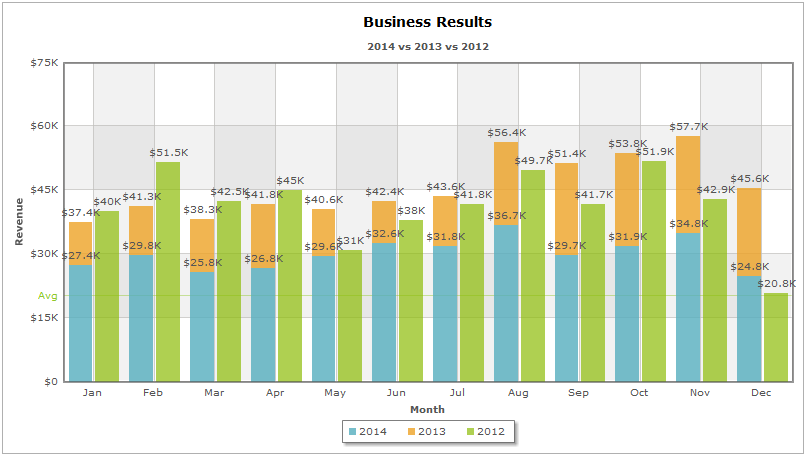 Business Results
2014 vs 2013 vs 2012
$75K
$60K
$45K
$30K
Avg
$15K
$0
Revenue
$37.4K
$27.4K
$40K
$41.3K
$29.8K
$51.5K
$38.3K
$25.8K
$42.5K
$41.8K
$26.8K
$45K
$40.6K
$29.6K
$31K
$42.4K
$32.6K
$38K
$43.6K
$31.8K
$41.8K
$56.4K
$36.7K
$49.7K
$51.4K
$29.7K
$41.7K
$53.8K
$31.9K
$51.9K
$57.7K
$34.8K
$42.9K
$45.6K
$24.8K
$20.8K
Jan Feb Mar Apr May Jun Jul Aug Sep Oct Nov Dec
Month
2014 2013 2012